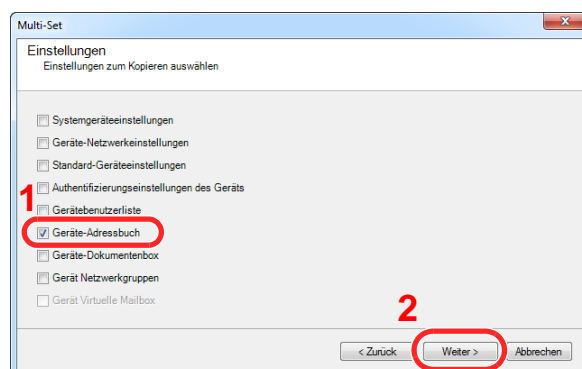 Multi-Set
Einstellungen
Einstellungen zum Kopieren auswählen
Systemgeräteeinstellungen
Geräte-Netzwerkeinstellungen
Standard-Geräteeinstellungen
Authentifizierungseinstellungen des Geräts
1
Gerätebenutzerliste
Geräte-Adressbuch
Geräte-Dokumentenbox
Gerät Netzwerkgruppen
Gerät Virtuelle Mailbox
2
< Zurück Weiter > Abbrechen